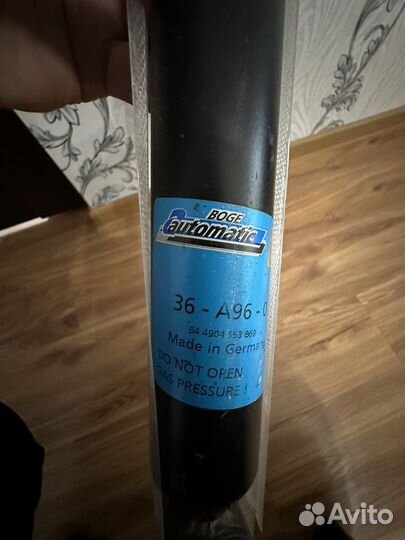 BOGE
automatic
36 - A96 - 0
84 4904 553 869
Made in Germany
DO NOT OPEN
GAS PRESSURE !
Avito